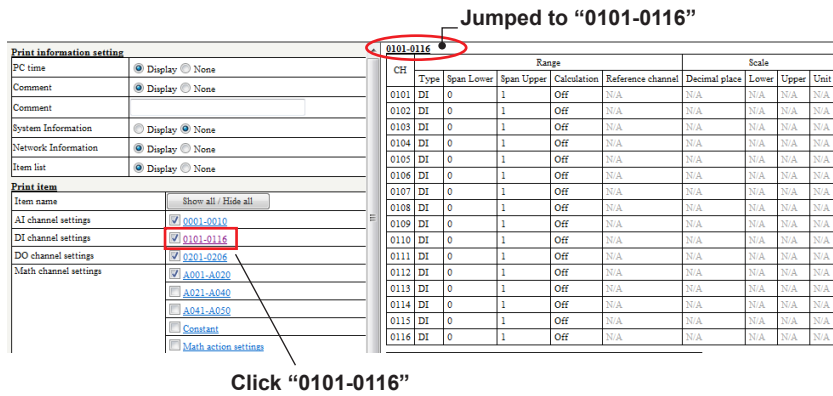 Jumped to “0101-0116”
Print information setting
PC time Display None
Comment Display None
Comment
System Information Display None
Network Information Display None
Item list Display None
Print item
Item name Show all / Hide all
AI channel settings 0001-0010
DI channel settings 0101-0116
DO channel settings 0201-0206
Math channel settings A001-A020
A021-A040
A041-A050
Constant
Math action settings
0101-0116
CH Range Scale
Type Span Lower Span Upper Calculation Reference channel Decimal place Lower Upper Unit
0101 DI 0 1 Off N/A N/A N/A N/A N/A
0102 DI 0 1 Off N/A N/A N/A N/A N/A
0103 DI 0 1 Off N/A N/A N/A N/A N/A
0104 DI 0 1 Off N/A N/A N/A N/A N/A
0105 DI 0 1 Off N/A N/A N/A N/A N/A
0106 DI 0 1 Off N/A N/A N/A N/A N/A
0107 DI 0 1 Off N/A N/A N/A N/A N/A
0108 DI 0 1 Off N/A N/A N/A N/A N/A
0109 DI 0 1 Off N/A N/A N/A N/A N/A
0110 DI 0 1 Off N/A N/A N/A N/A N/A
0111 DI 0 1 Off N/A N/A N/A N/A N/A
0112 DI 0 1 Off N/A N/A N/A N/A N/A
0113 DI 0 1 Off N/A N/A N/A N/A N/A
0114 DI 0 1 Off N/A N/A N/A N/A N/A
0115 DI 0 1 Off N/A N/A N/A N/A N/A
0116 DI 0 1 Off N/A N/A N/A N/A N/A
Click “0101-0116”